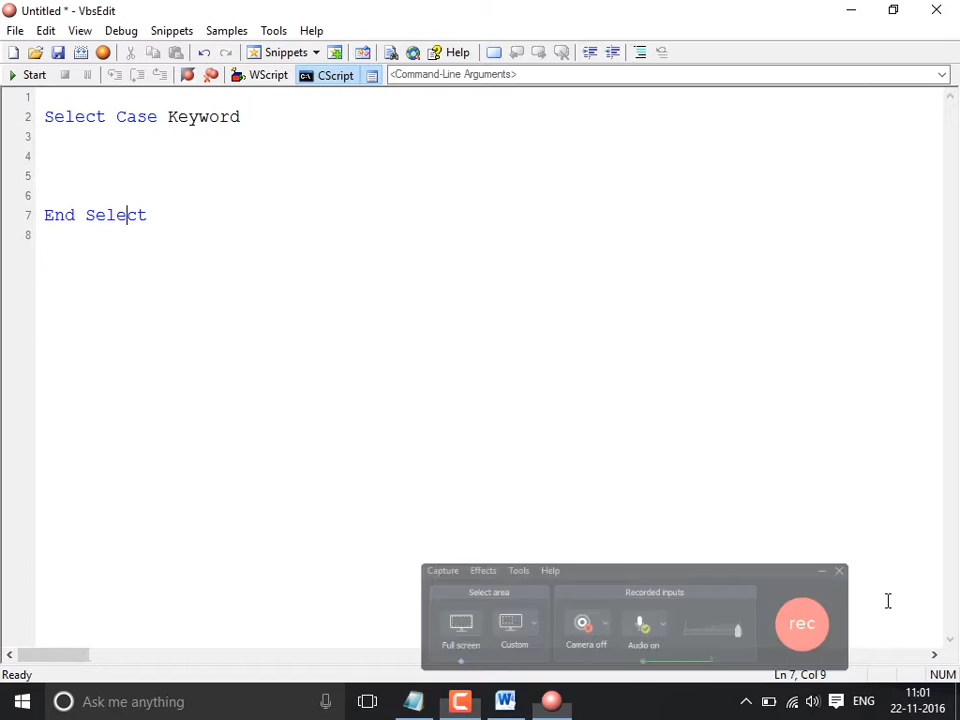 Untitled * - VbsEdit
File Edit View Debug Snippets Samples Tools Help
Snippets Help
Start WScript CScript <Command-Line Arguments>
1
2 Select Case Keyword
3
4
5
6
7 End Select
8
Capture Effects Tools Help
Select area Recorded inputs
rec
Full screen Custom Camera off Audio on
Ready Ln 7, Col 9 NUM
Ask me anything ENG 11:01
22-11-2016